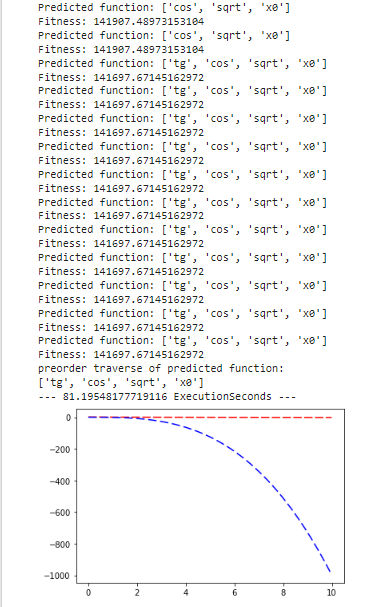 Predicted function: ['cos', 'sqrt', 'x0']
Fitness: 141907.48973153104
Predicted function: ['cos', 'sqrt', 'x0']
Fitness: 141907.48973153104
Predicted function: ['tg', 'cos', 'sqrt', 'x0']
Fitness: 141697.67145162972
Predicted function: ['tg', 'cos', 'sqrt', 'x0']
Fitness: 141697.67145162972
Predicted function: ['tg', 'cos', 'sqrt', 'x0']
Fitness: 141697.67145162972
Predicted function: ['tg', 'cos', 'sqrt', 'x0']
Fitness: 141697.67145162972
Predicted function: ['tg', 'cos', 'sqrt', 'x0']
Fitness: 141697.67145162972
Predicted function: ['tg', 'cos', 'sqrt', 'x0']
Fitness: 141697.67145162972
Predicted function: ['tg', 'cos', 'sqrt', 'x0']
Fitness: 141697.67145162972
Predicted function: ['tg', 'cos', 'sqrt', 'x0']
Fitness: 141697.67145162972
Predicted function: ['tg', 'cos', 'sqrt', 'x0']
Fitness: 141697.67145162972
Predicted function: ['tg', 'cos', 'sqrt', 'x0']
Fitness: 141697.67145162972
Predicted function: ['tg', 'cos', 'sqrt', 'x0']
Fitness: 141697.67145162972
preorder traverse of predicted function:
['tg', 'cos', 'sqrt', 'x0']
--- 81.19548177719116 ExecutionSeconds ---
0
−200
−400
−600
−800
−1000
0 2 4 6 8 10